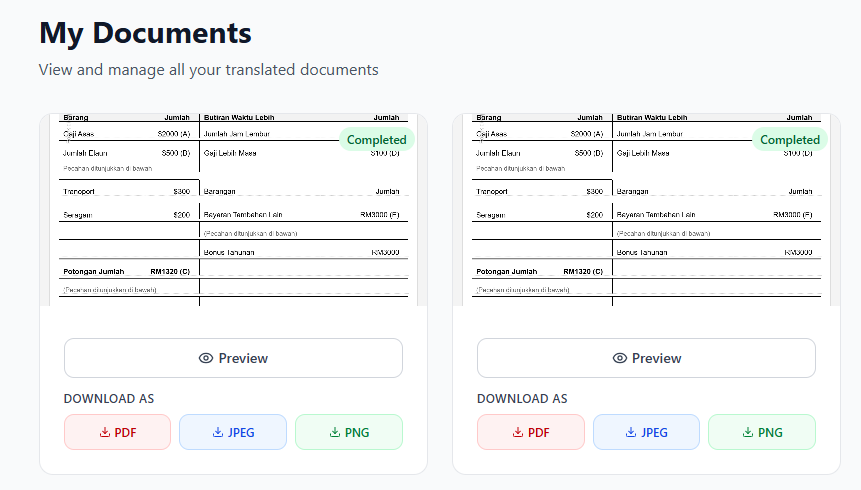 My Documents
View and manage all your translated documents
Barang Jumlah Butiran Waktu Lebih Jumlah
Gaji Asas $2000 (A) Jumlah Jam Lembur
Completed
Jumlah Elaun $500 (B) Gaji Lebih Masa $100 (D)
Pecahan ditunjukkan di bawah
Tranoport $300 Barangan Jumlah
Seragam $200 Bayaran Tambahan Lain RM3000 (E)
(Pecahan ditunjukkan di bawah)
Bonus Tahunan RM3000
Potongan Jumlah RM1320 (C)
(Pecahan ditunjukkan di bawah)
Preview
DOWNLOAD AS
PDF JPEG PNG
Barang Jumlah Butiran Waktu Lebih Jumlah
Gaji Asas $2000 (A) Jumlah Jam Lembur
Completed
Jumlah Elaun $500 (B) Gaji Lebih Masa $100 (D)
Pecahan ditunjukkan di bawah
Tranoport $300 Barangan Jumlah
Seragam $200 Bayaran Tambahan Lain RM3000 (E)
(Pecahan ditunjukkan di bawah)
Bonus Tahunan RM3000
Potongan Jumlah RM1320 (C)
(Pecahan ditunjukkan di bawah)
Preview
DOWNLOAD AS
PDF JPEG PNG